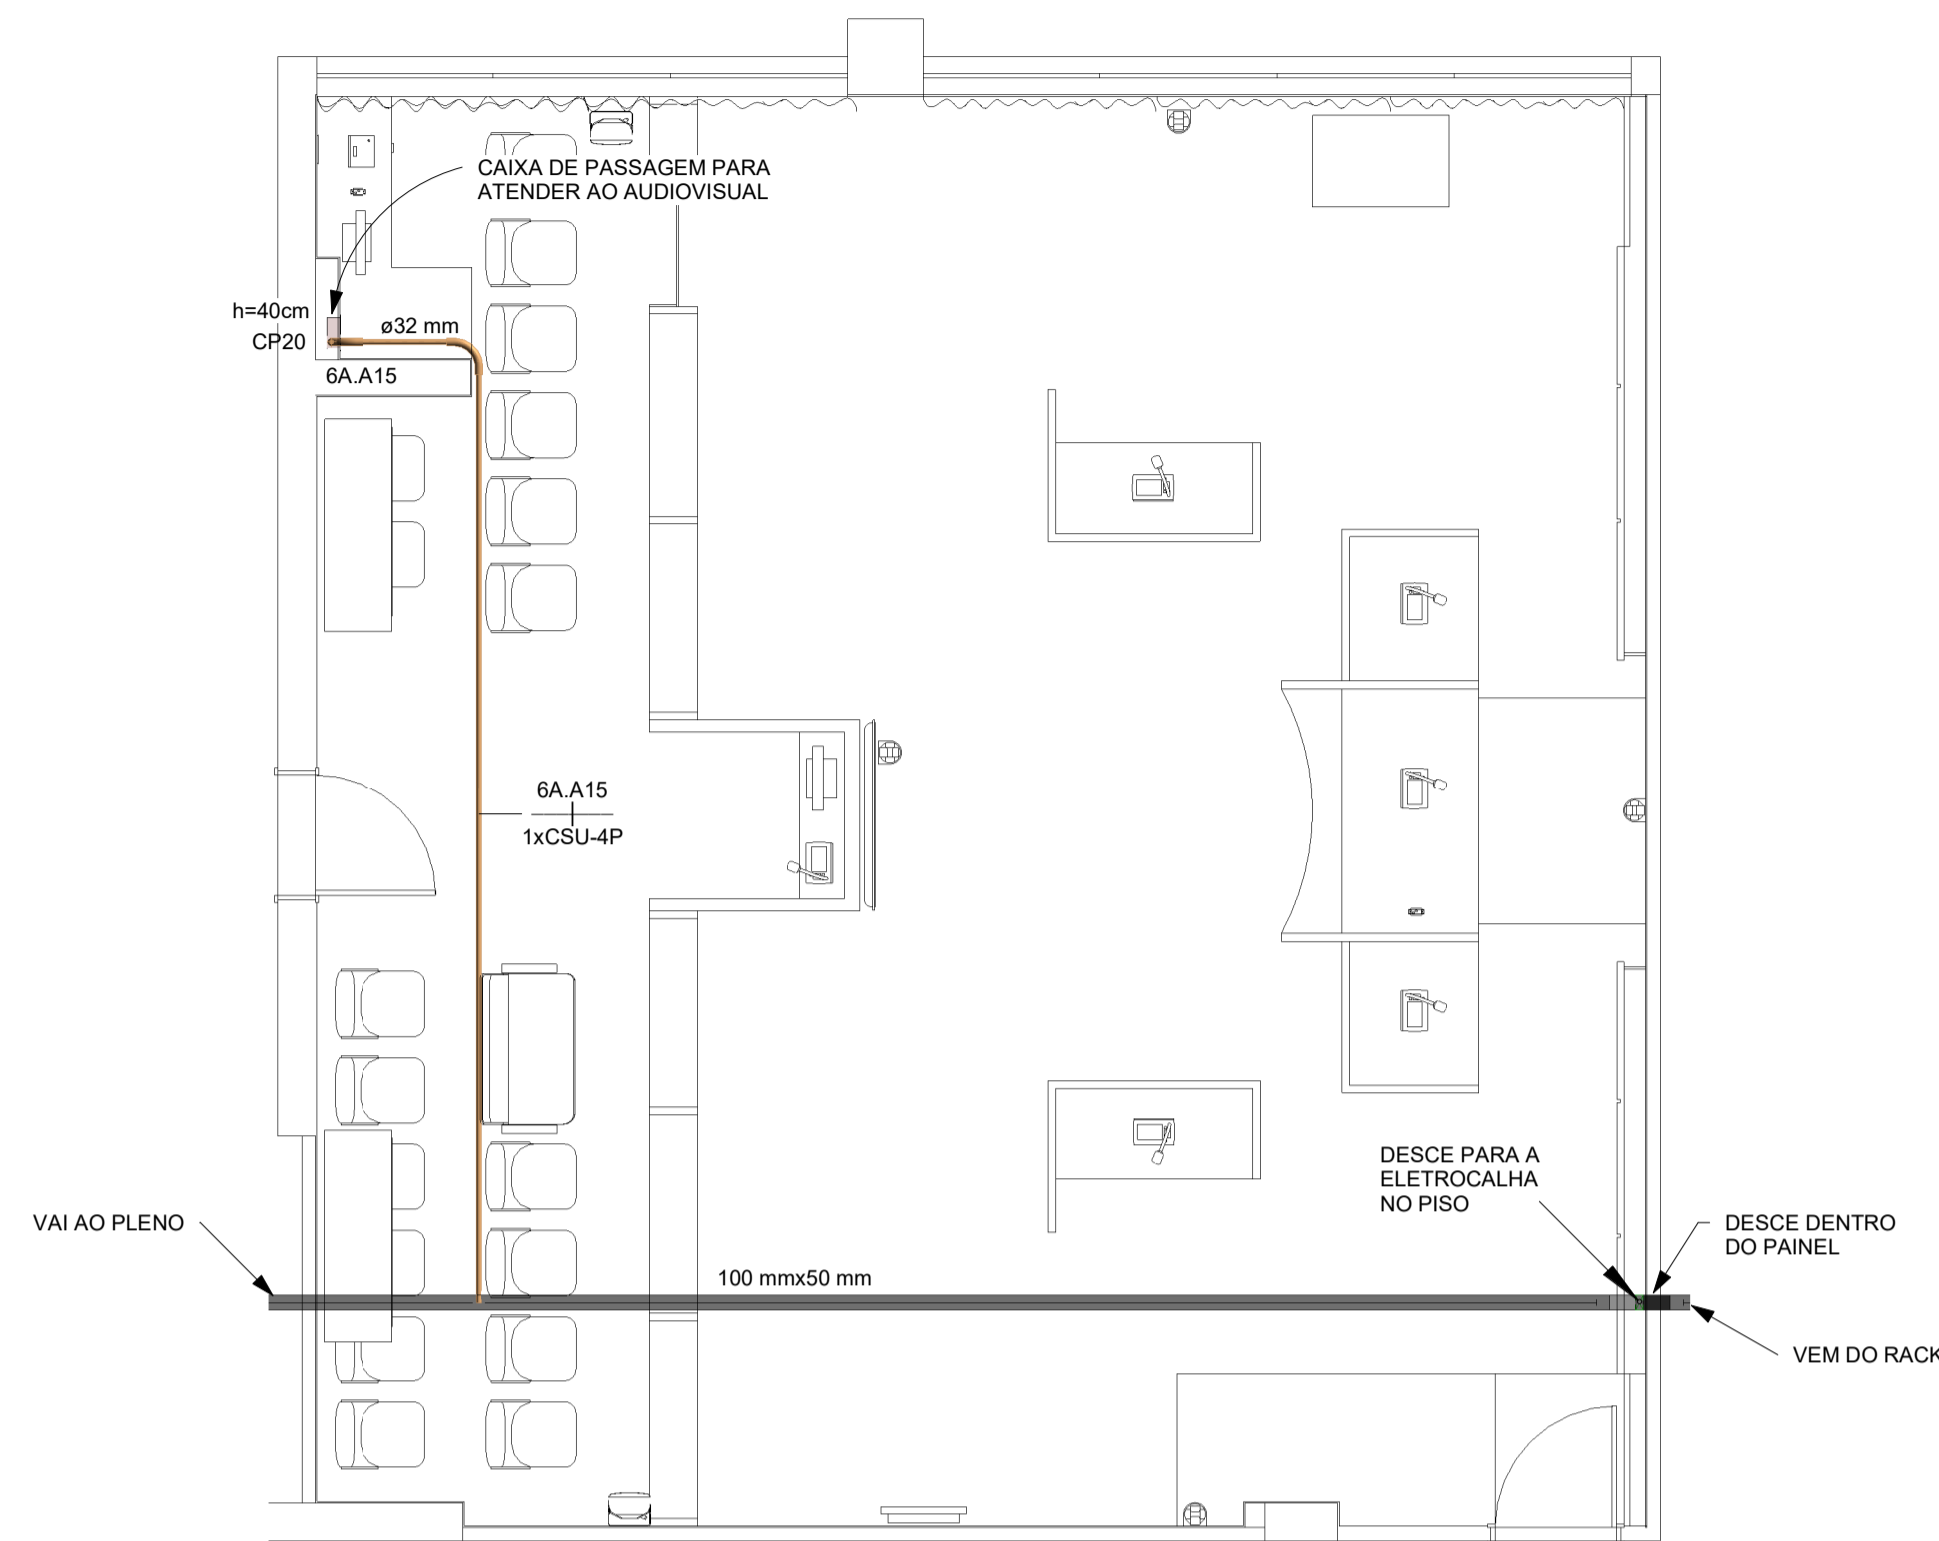 CAIXA DE PASSAGEM PARA
ATENDER AO AUDIOVISUAL
h=40cm
CP20
ø32 mm
6A.A15
6A.A15
1xCSU-4P
DESCE PARA A
ELETROCALHA
NO PISO
VAI AO PLENO
DESCE DENTRO
DO PAINEL
100 mmx50 mm
VEM DO RACK